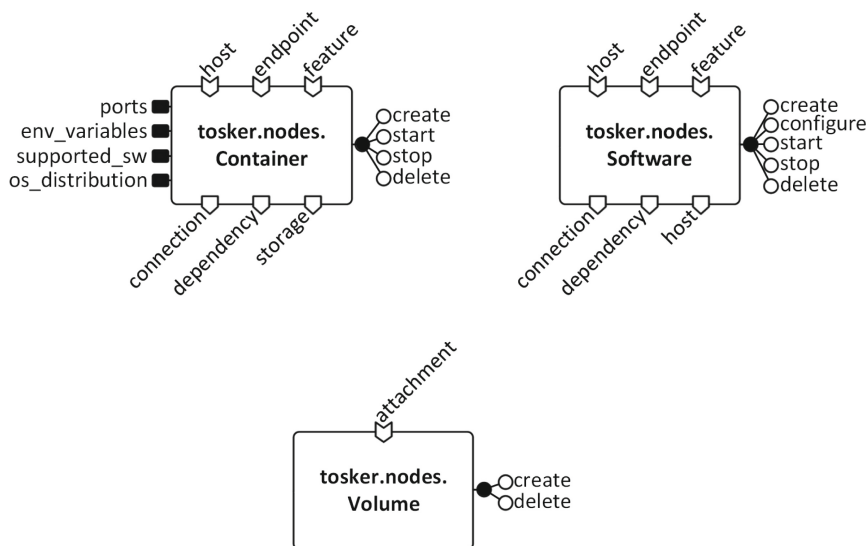 host
endpoint
feature
ports
env_variables
supported_sw
os_distribution
tosker.nodes.
Container
create
start
stop
delete
connection
dependency
storage
host
endpoint
feature
tosker.nodes.
Software
create
configure
start
stop
delete
connection
dependency
host
attachment
tosker.nodes.
Volume
create
delete